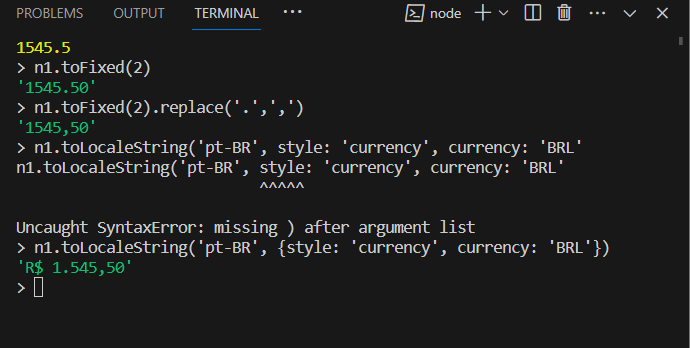 PROBLEMS OUTPUT TERMINAL ··· node
1545.5
> n1.toFixed(2)
'1545.50'
> n1.toFixed(2).replace('.',',')
'1545,50'
> n1.toLocaleString('pt-BR', style: 'currency', currency: 'BRL'
n1.toLocaleString('pt-BR', style: 'currency', currency: 'BRL'
^^^^^
Uncaught SyntaxError: missing ) after argument list
> n1.toLocaleString('pt-BR', {style: 'currency', currency: 'BRL'})
'R$ 1.545,50'
>